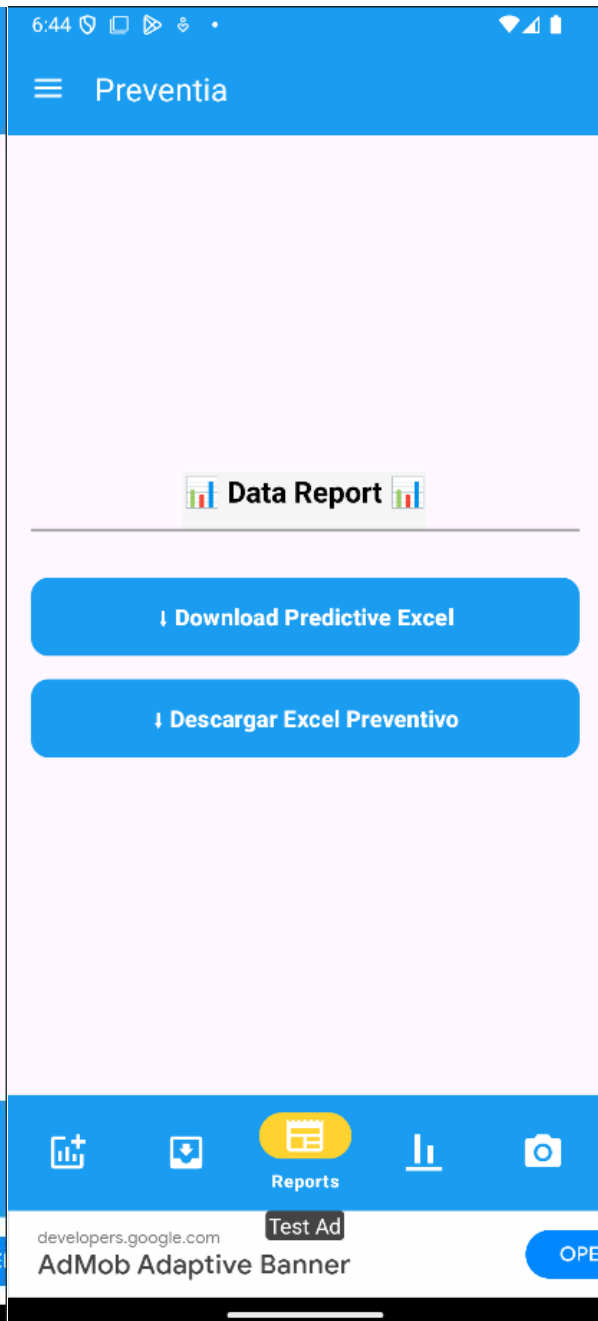 6:44
Preventia
📊 Data Report 📊
⭣ Download Predictive Excel
⭣ Descargar Excel Preventivo
Reports
Test Ad
developers.google.com
AdMob Adaptive Banner
OPE